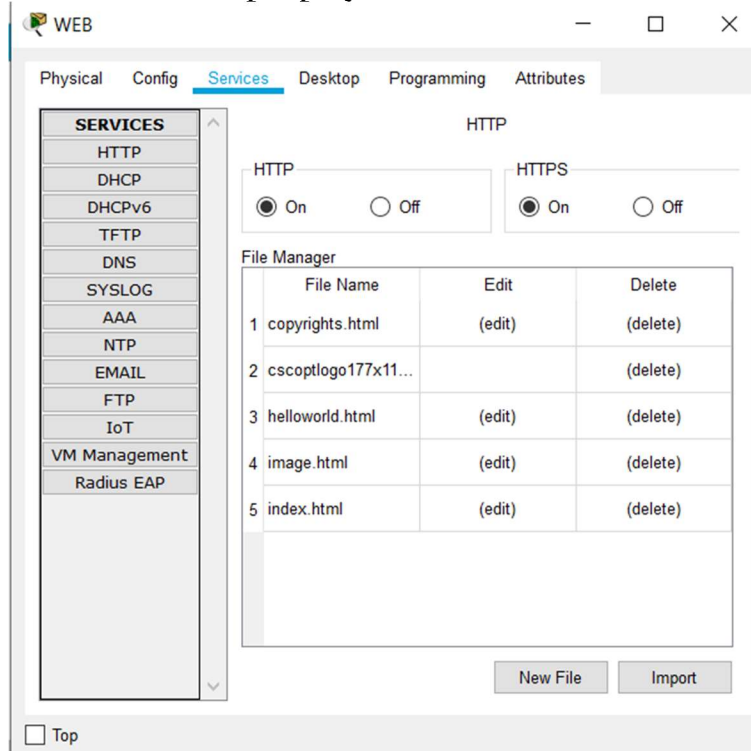 WEB
Physical Config Services Desktop Programming Attributes
SERVICES
HTTP
DHCP
DHCPv6
TFTP
DNS
SYSLOG
AAA
NTP
EMAIL
FTP
IoT
VM Management
Radius EAP
HTTP
HTTP
On Off
HTTPS
On Off
File Manager
File Name Edit Delete
1 copyrights.html (edit) (delete)
2 cscoptlogo177x11... (delete)
3 helloworld.html (edit) (delete)
4 image.html (edit) (delete)
5 index.html (edit) (delete)
New File Import
Top